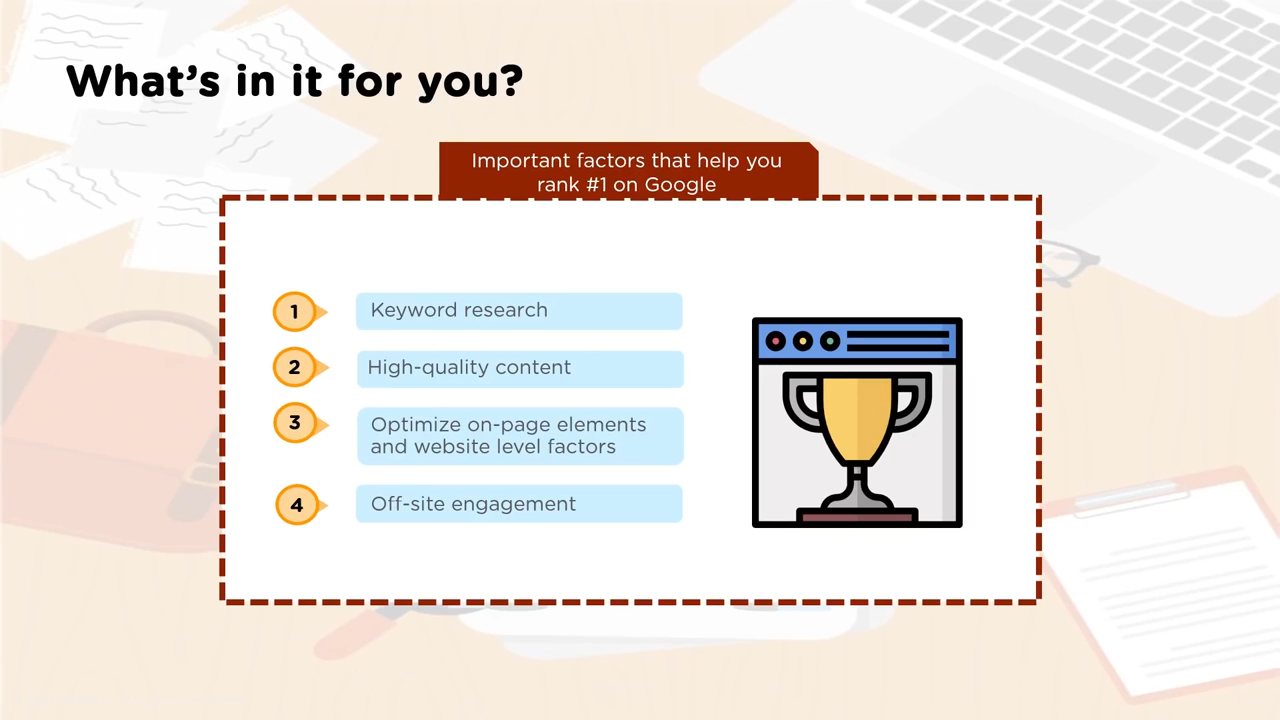 What's in it for you?
Important factors that help you
rank #1 on Google
1
Keyword research
2
High-quality content
3
Optimize on-page elements
and website level factors
4
Off-site engagement